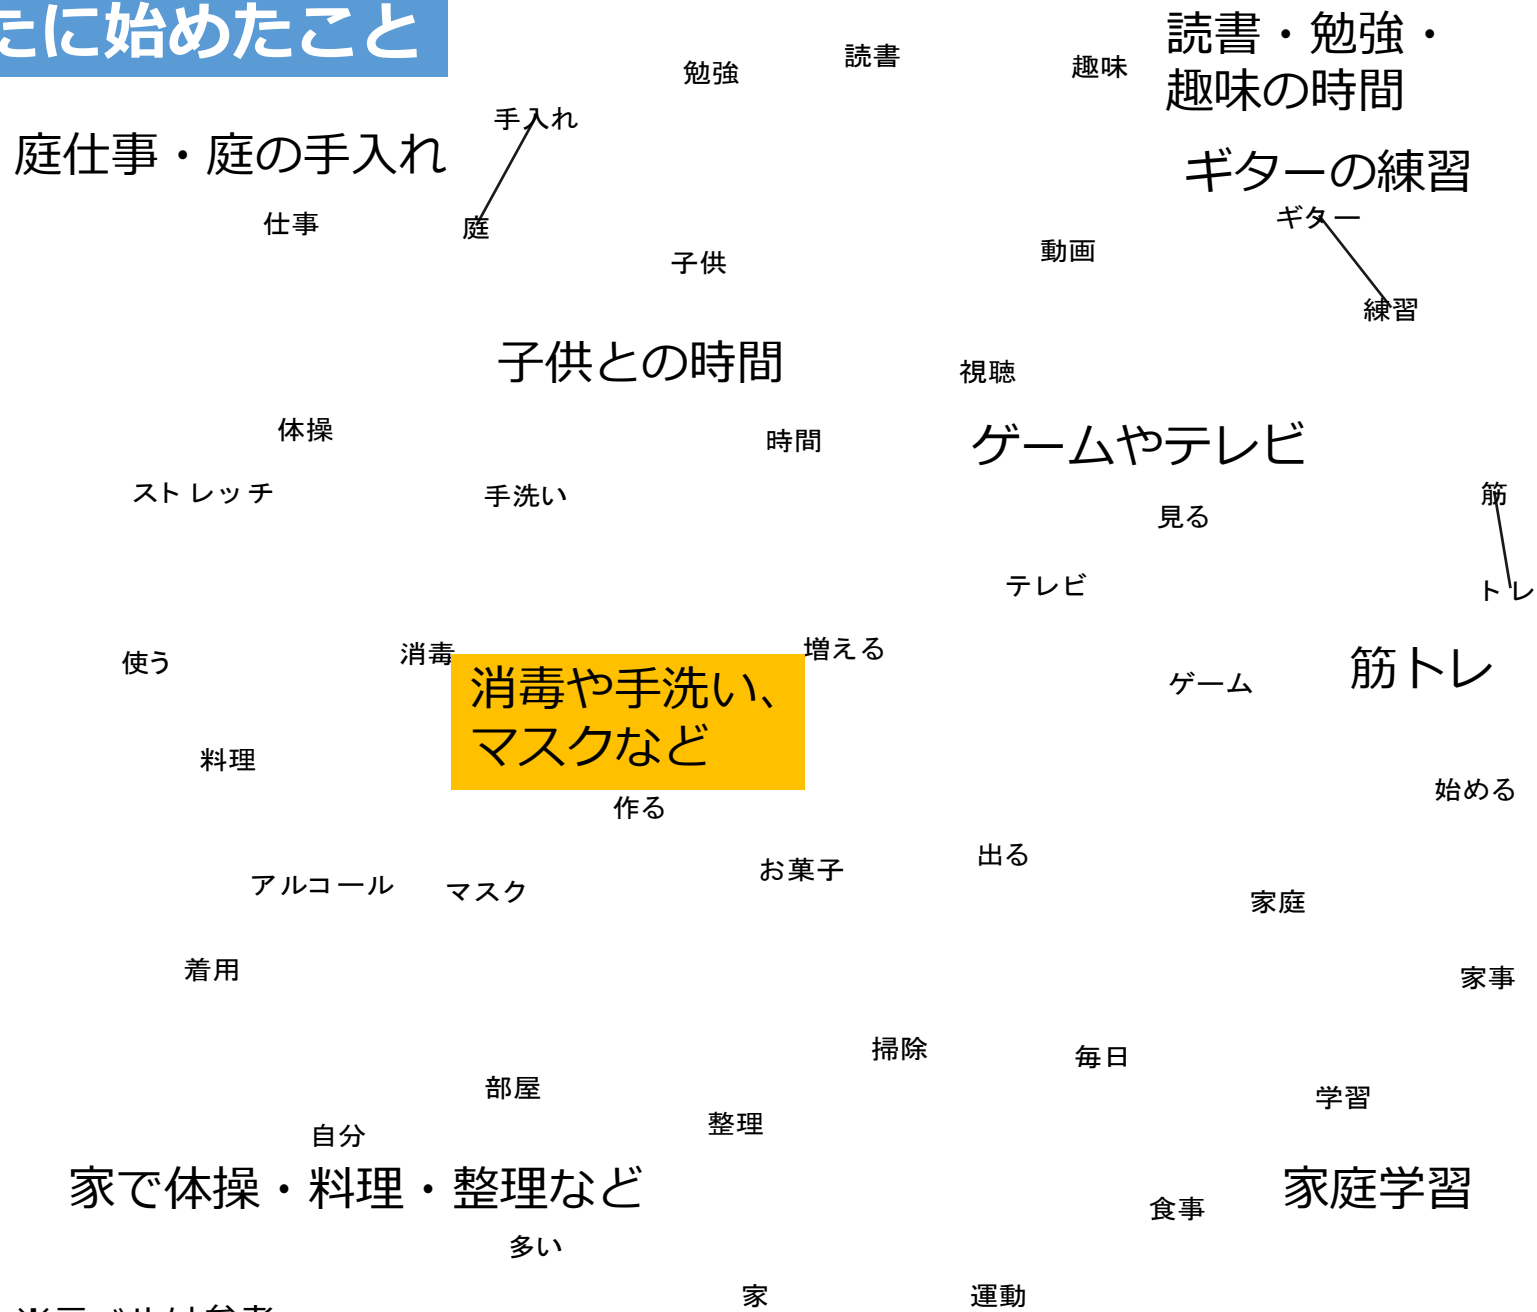 たに始めたこと
読書・勉強・
趣味の時間
勉強
読書
趣味
手入れ
庭仕事・庭の手入れ
ギターの練習
仕事
庭
ギター
子供
動画
練習
子供との時間
視聴
体操
時間
ゲームやテレビ
ストレッチ
手洗い
筋
見る
テレビ
トレ
使う
消毒
増える
筋トレ
ゲーム
消毒や手洗い、
マスクなど
料理
始める
作る
お菓子
出る
アルコール
マスク
家庭
着用
家事
掃除
毎日
部屋
学習
整理
自分
家で体操・料理・整理など
家庭学習
食事
多い
家
運動
※ラベルは参考